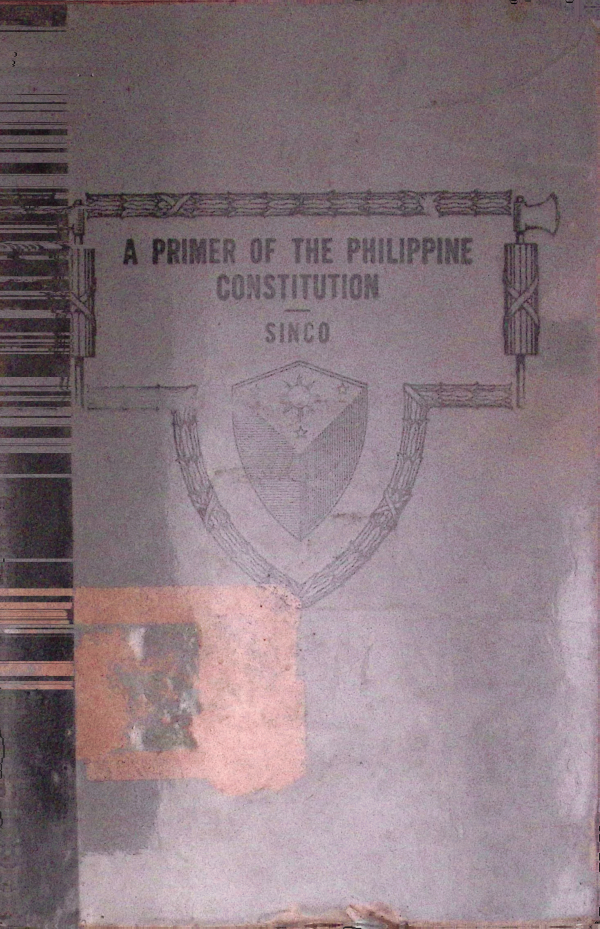 A PRIMER OF THE PHILIPPINE
CONSTITUTION
SINCO